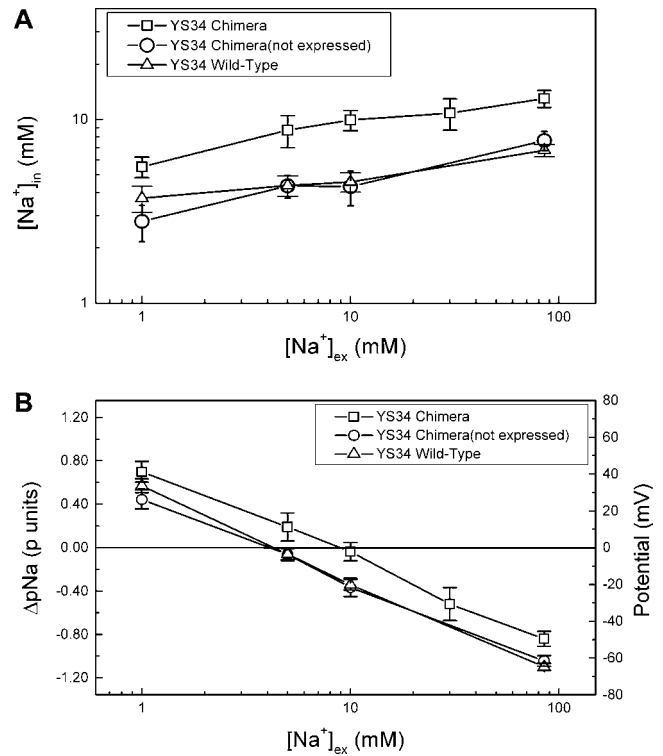 A
YS34 Chimera
YS34 Chimera(not expressed)
YS34 Wild-Type
10
1
[Na⁺]in (mM)
1 10 100
[Na⁺]ex (mM)
B
YS34 Chimera
YS34 Chimera(not expressed)
YS34 Wild-Type
1.20
0.80
0.40
0.00
-0.40
-0.80
-1.20
ΔpNa (p units)
80
60
40
20
0
-20
-40
-60
-80
Potential (mV)
1 10 100
[Na⁺]ex (mM)